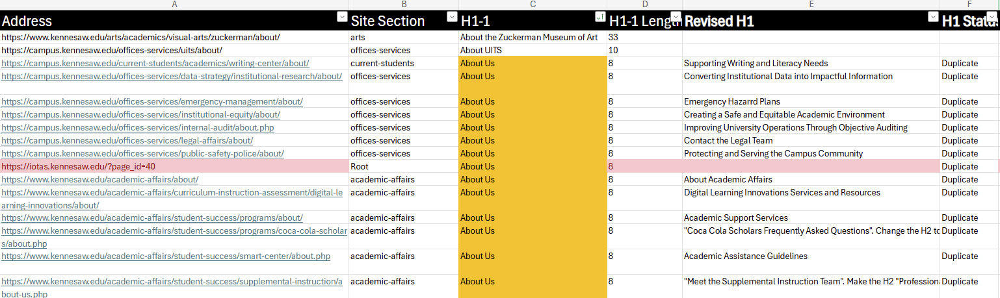 A B C D E F
Address Site Section H1-1 H1-1 Length Revised H1 H1 Status
https://www.kennesaw.edu/arts/academics/visual-arts/zuckerman/about/ arts About the Zuckerman Museum of Art 33
https://campus.kennesaw.edu/offices-services/uits/about/ offices-services About UITS 10
https://campus.kennesaw.edu/current-students/academics/writing-center/about/ current-students About Us 8 Supporting Writing and Literacy Needs Duplicate
https://campus.kennesaw.edu/offices-services/data-strategy/institutional-research/about/ offices-services About Us 8 Converting Institutional Data into Impactful Information Duplicate
https://campus.kennesaw.edu/offices-services/emergency-management/about/ offices-services About Us 8 Emergency Hazarrd Plans Duplicate
https://campus.kennesaw.edu/offices-services/institutional-equity/about/ offices-services About Us 8 Creating a Safe and Equitable Academic Environment Duplicate
https://campus.kennesaw.edu/offices-services/internal-audit/about.php offices-services About Us 8 Improving University Operations Through Objective Auditing Duplicate
https://campus.kennesaw.edu/offices-services/legal-affairs/about/ offices-services About Us 8 Contact the Legal Team Duplicate
https://campus.kennesaw.edu/offices-services/public-safety-police/about/ offices-services About Us 8 Protecting and Serving the Campus Community Duplicate
https://iotas.kennesaw.edu/?page_id=40 Root About Us 8 Duplicate
https://www.kennesaw.edu/academic-affairs/about/ academic-affairs About Us 8 About Academic Affairs Duplicate
https://www.kennesaw.edu/academic-affairs/curriculum-instruction-assessment/digital-le academic-affairs About Us 8 Digital Learning Innovations Services and Resources Duplicate
arning-innovations/about/
https://www.kennesaw.edu/academic-affairs/student-success/programs/about/ academic-affairs About Us 8 Academic Support Services Duplicate
https://www.kennesaw.edu/academic-affairs/student-success/programs/coca-cola-scholar academic-affairs About Us 8 "Coca Cola Scholars Frequently Asked Questions". Change the H2 to Duplicate
s/about.php
https://www.kennesaw.edu/academic-affairs/student-success/smart-center/about.php academic-affairs About Us 8 Academic Assistance Guidelines Duplicate
https://www.kennesaw.edu/academic-affairs/student-success/supplemental-instruction/a academic-affairs About Us 8 "Meet the Supplemental Instruction Team". Make the H2 "Profession Duplicate
bout-us.php